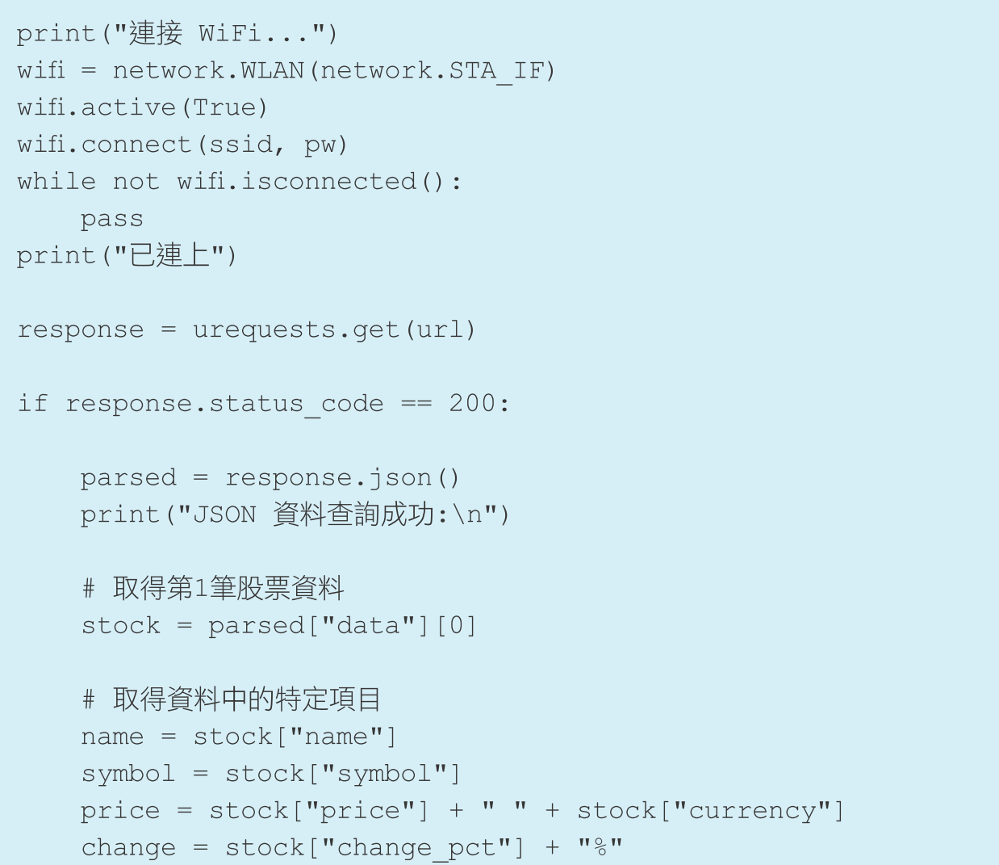 print("連接 WiFi...")
wifi = network.WLAN(network.STA_IF)
wifi.active(True)
wifi.connect(ssid, pw)
while not wifi.isconnected():
    pass
print("已連上")

response = urequests.get(url)

if response.status_code == 200:

    parsed = response.json()
    print("JSON 資料查詢成功:\n")

    # 取得第1筆股票資料
    stock = parsed["data"][0]

    # 取得資料中的特定項目
    name = stock["name"]
    symbol = stock["symbol"]
    price = stock["price"] + " " + stock["currency"]
    change = stock["change_pct"] + "%"